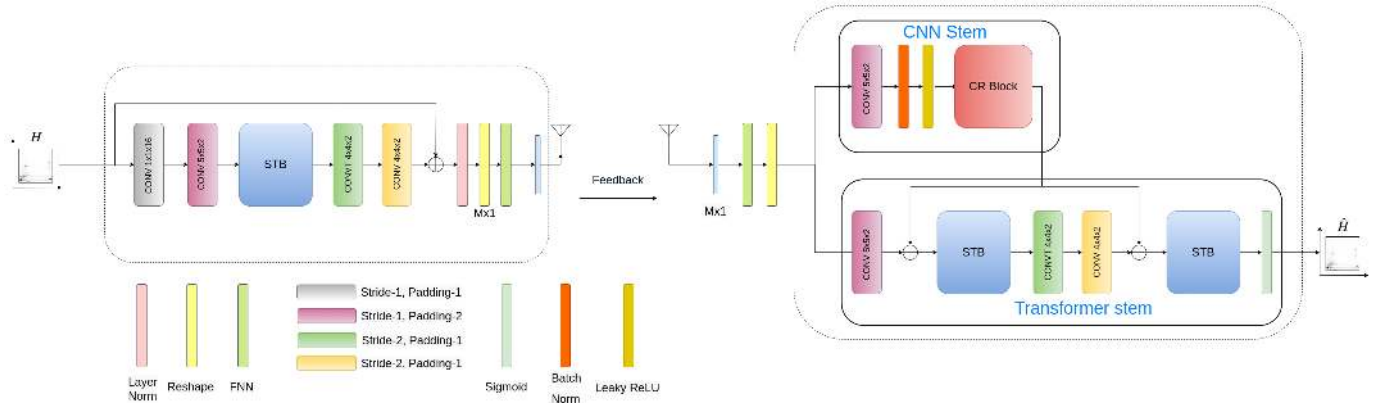 H
CONV 1x1x16
CONV 5x5x2
STB
CONVT 4x4x2
CONV 4x4x2
Mx1
Feedback
Mx1
CNN Stem
CONV 5x5x2
CR Block
CONV 5x5x2
STB
CONVT 4x4x2
CONV 4x4x2
STB
Transformer stem
Ĥ
Layer
Norm
Reshape
FNN
Stride-1, Padding-1
Stride-1, Padding-2
Stride-2, Padding-1
Stride-2, Padding-1
Sigmoid
Batch
Norm
Leaky ReLU